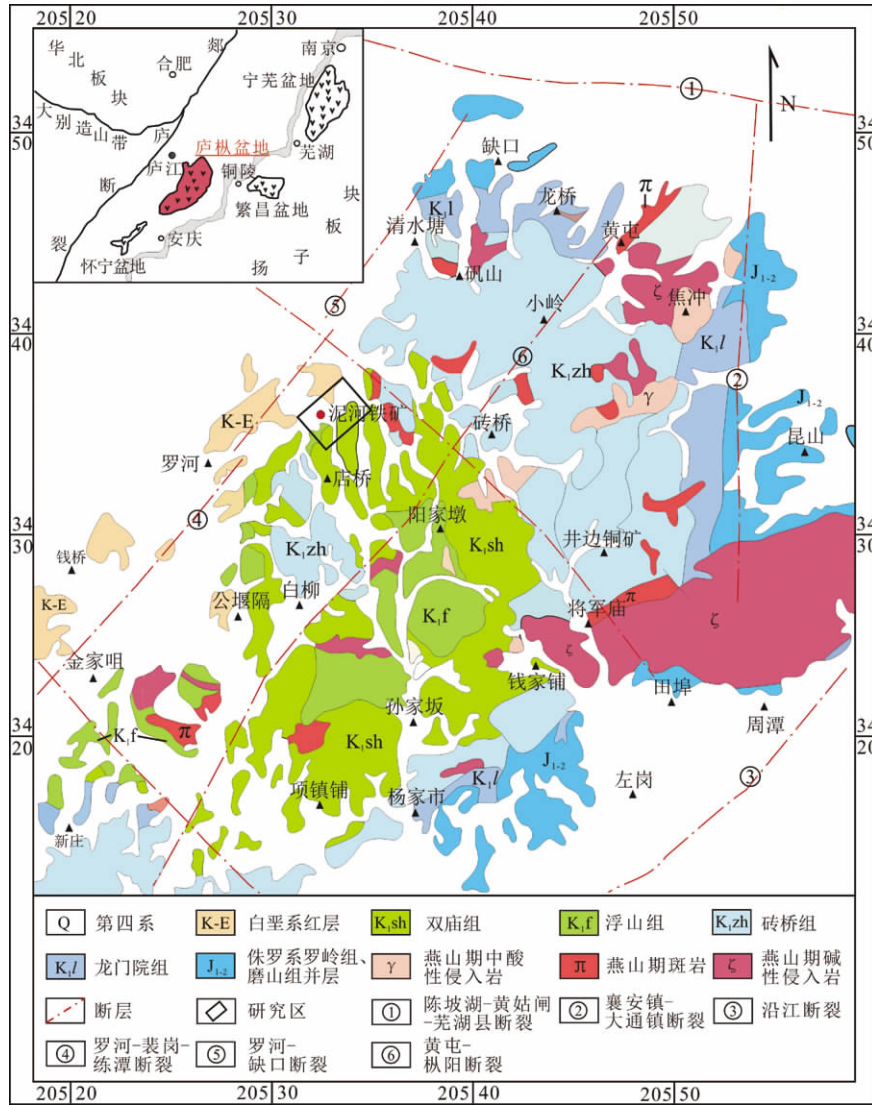 205 20
205 30
205 40
205 50
34 50
34 40
34 30
34 20
34 50
34 40
34 30
34 20
205 20
205 30
205 40
205 50
华北板块
合肥
郯
庐
断
裂
南京
宁芜盆地
大别造山带
庐枞盆地
芜湖
庐江
铜陵
繁昌盆地
安庆
怀宁盆地
扬子板块
N
①
缺口
K₁l
龙桥
π
黄屯
清水塘
矾山
ζ
焦冲
J₁₋₂
⑤
小岭
K₁l
⑥
K₁zh
②
K-E
泥河铁矿
γ
J₁₋₂
罗河
砖桥
昆山
店桥
④
阳家墩
K₁sh
井边铜矿
钱桥
K₁zh
K-E
公堰隔
白柳
K₁f
将军庙
π
ζ
ζ
金家咀
钱家铺
田埠
周潭
K₁f
π
孙家坂
K₁sh
K₁l
J₁₋₂
③
左岗
项镇铺
杨家市
新庄
Q 第四系
K-E 白垩系红层
K₁sh 双庙组
K₁f 浮山组
K₁zh 砖桥组
K₁l 龙门院组
J₁₋₂ 侏罗系罗岭组、
磨山组并层
γ 燕山期中酸
性侵入岩
π 燕山期斑岩
ζ 燕山期碱
性侵入岩
断层
研究区
① 陈坡湖-黄姑闸
-芜湖县断裂
② 襄安镇-
大通镇断裂
③ 沿江断裂
④ 罗河-裴岗-
练潭断裂
⑤ 罗河-
缺口断裂
⑥ 黄屯-
枞阳断裂